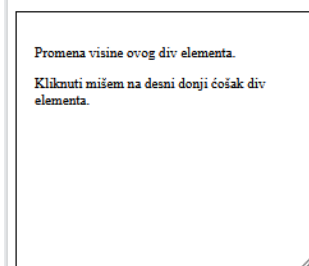 Promena visine ovog div elementa.
Kliknuti mišem na desni donji ćošak div
elementa.